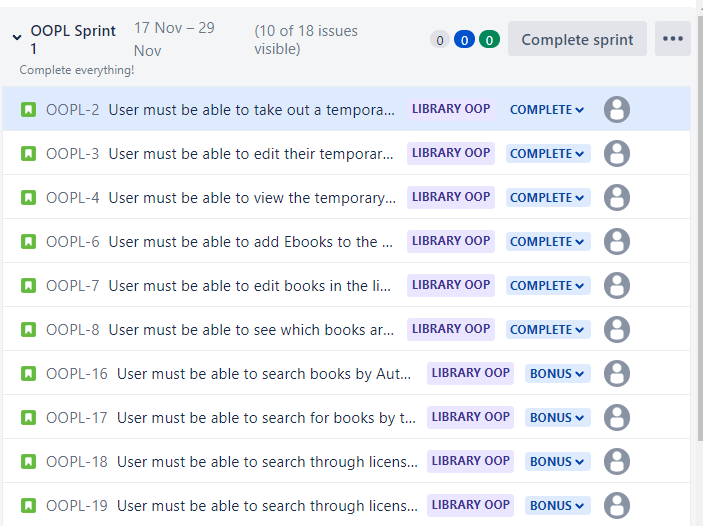 OOPL Sprint 1 17 Nov – 29 Nov (10 of 18 issues visible) 0 0 0 Complete sprint •••
Complete everything!
OOPL-2 User must be able to take out a tempora... LIBRARY OOP COMPLETE
OOPL-3 User must be able to edit their temporar... LIBRARY OOP COMPLETE
OOPL-4 User must be able to view the temporary... LIBRARY OOP COMPLETE
OOPL-6 User must be able to add Ebooks to the ... LIBRARY OOP COMPLETE
OOPL-7 User must be able to edit books in the li... LIBRARY OOP COMPLETE
OOPL-8 User must be able to see which books ar... LIBRARY OOP COMPLETE
OOPL-16 User must be able to search books by Aut... LIBRARY OOP BONUS
OOPL-17 User must be able to search for books by t... LIBRARY OOP BONUS
OOPL-18 User must be able to search through licens... LIBRARY OOP BONUS
OOPL-19 User must be able to search through licens... LIBRARY OOP BONUS